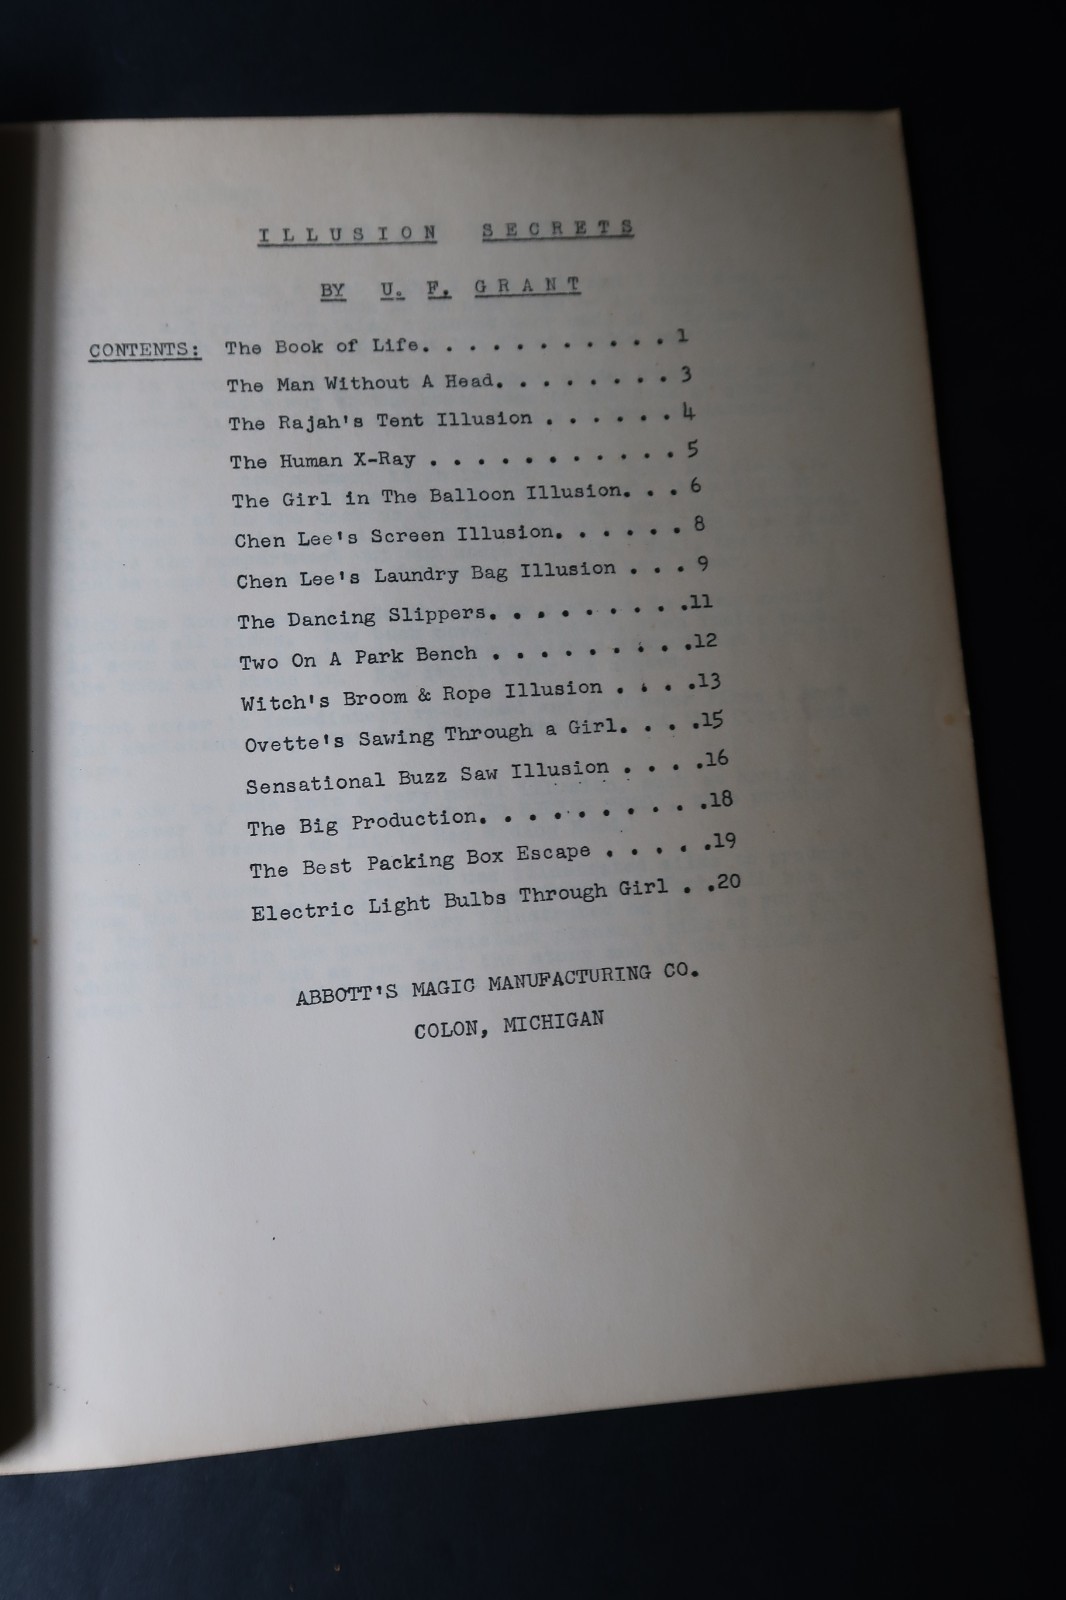 ILLUSION SECRETS
BY U. F. GRANT
CONTENTS: The Book of Life. . . . . . . . . . . 1
The Man Without A Head. . . . . . . . 3
The Rajah's Tent Illusion . . . . . . 4
The Human X-Ray . . . . . . . . . . . 5
The Girl in The Balloon Illusion. . . 6
Chen Lee's Screen Illusion. . . . . . 8
Chen Lee's Laundry Bag Illusion . . . 9
The Dancing Slippers. . . . . . . . .11
Two On A Park Bench . . . . . . . . .12
Witch's Broom & Rope Illusion . . . .13
Ovette's Sawing Through a Girl. . . .15
Sensational Buzz Saw Illusion . . . .16
The Big Production. . . . . . . . . .18
The Best Packing Box Escape . . . . .19
Electric Light Bulbs Through Girl . .20
ABBOTT'S MAGIC MANUFACTURING CO.
COLON, MICHIGAN